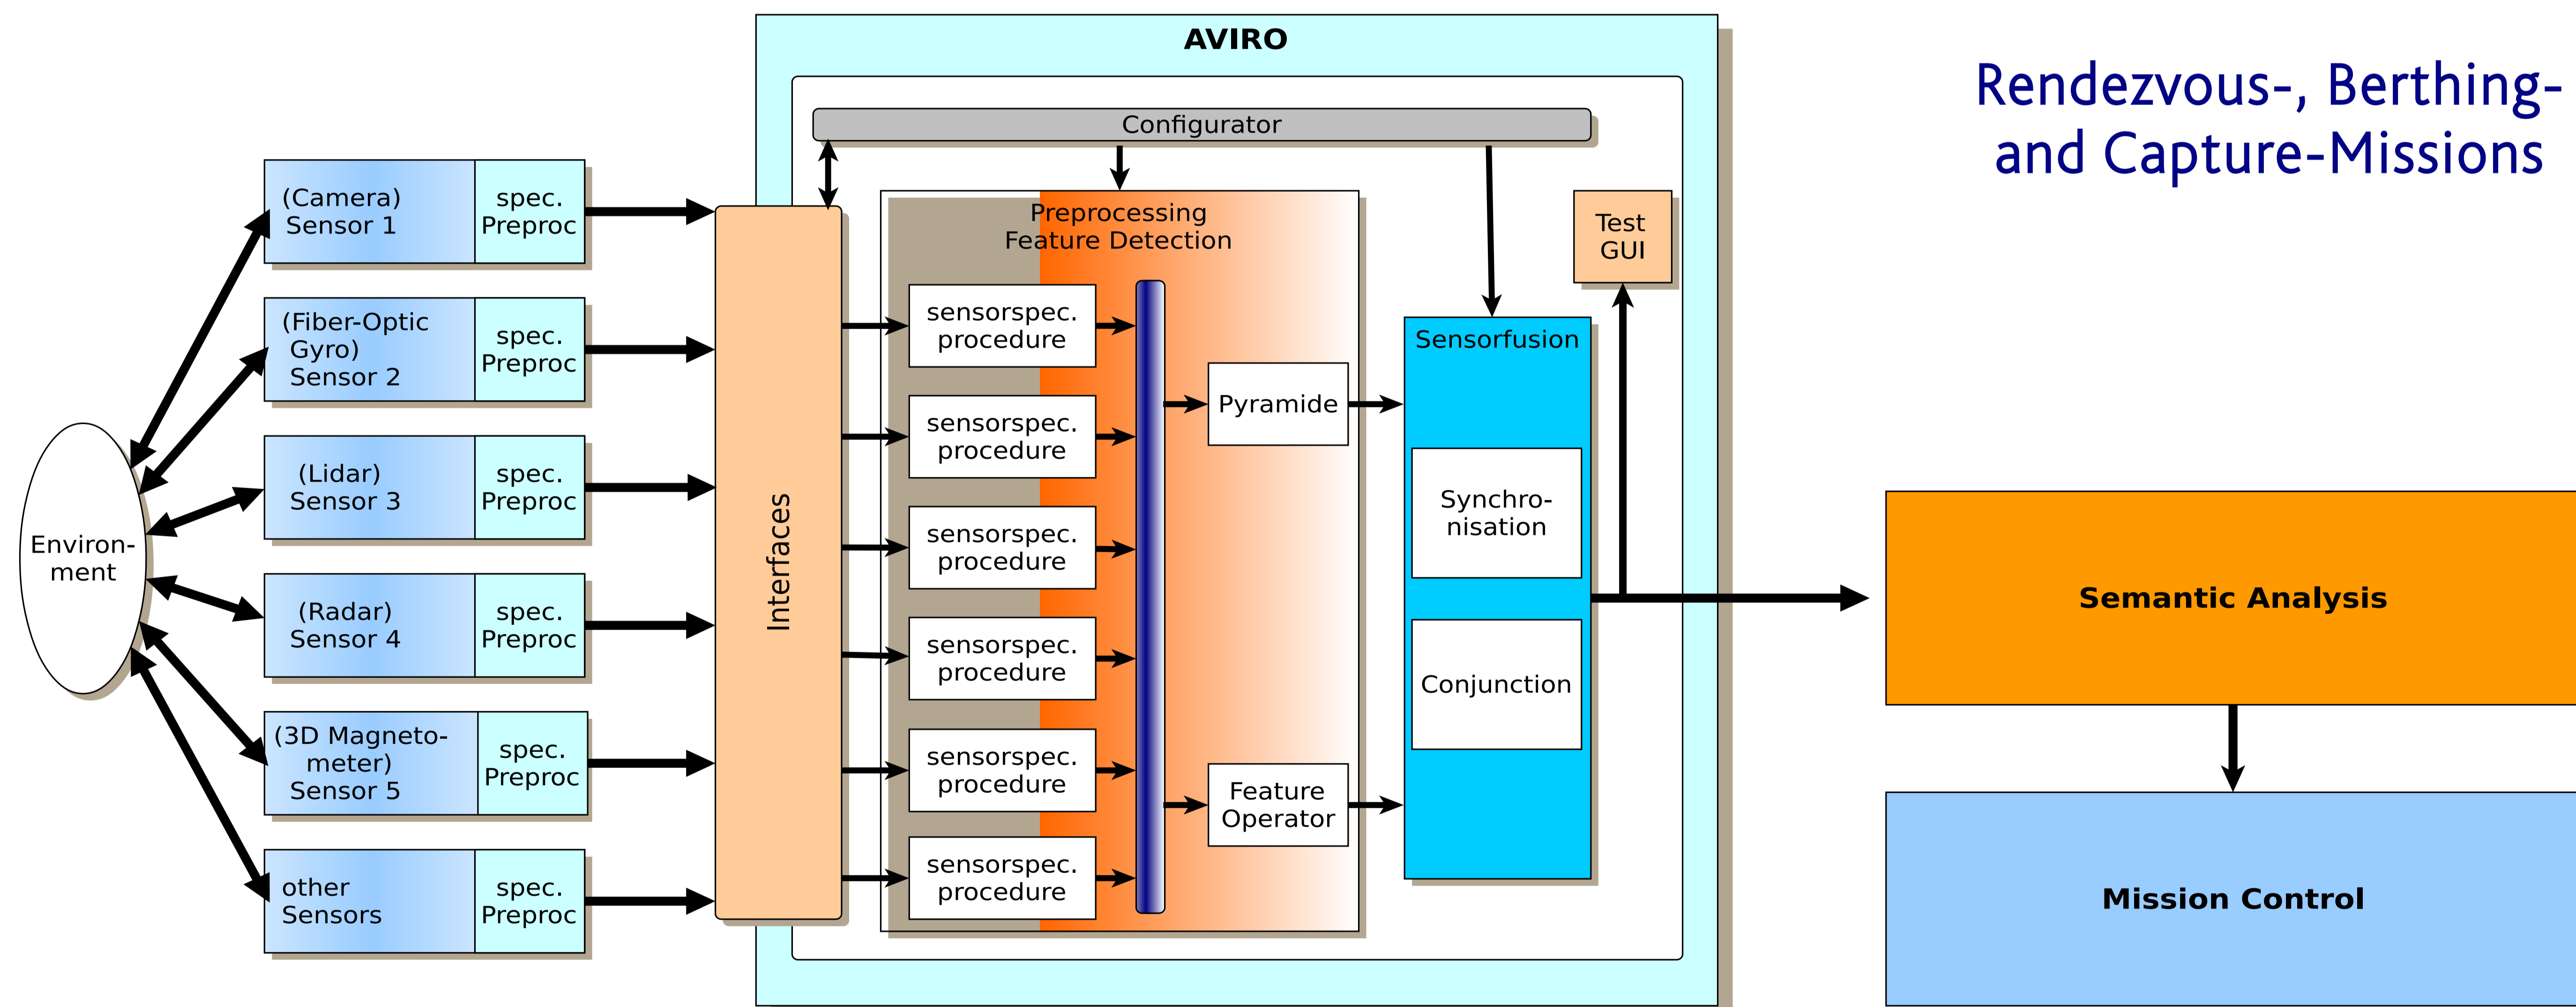 AVIRO
Rendezvous-, Berthing-
and Capture-Missions
Configurator
(Camera)
Sensor 1
spec.
Preproc
(Fiber-Optic
Gyro)
Sensor 2
spec.
Preproc
(Lidar)
Sensor 3
spec.
Preproc
(Radar)
Sensor 4
spec.
Preproc
(3D Magneto-
meter)
Sensor 5
spec.
Preproc
other
Sensors
spec.
Preproc
Environ-
ment
Interfaces
Preprocessing
Feature Detection
sensorspec.
procedure
sensorspec.
procedure
sensorspec.
procedure
sensorspec.
procedure
sensorspec.
procedure
sensorspec.
procedure
Pyramide
Feature
Operator
Sensorfusion
Synchro-
nisation
Conjunction
Test
GUI
Semantic Analysis
Mission Control